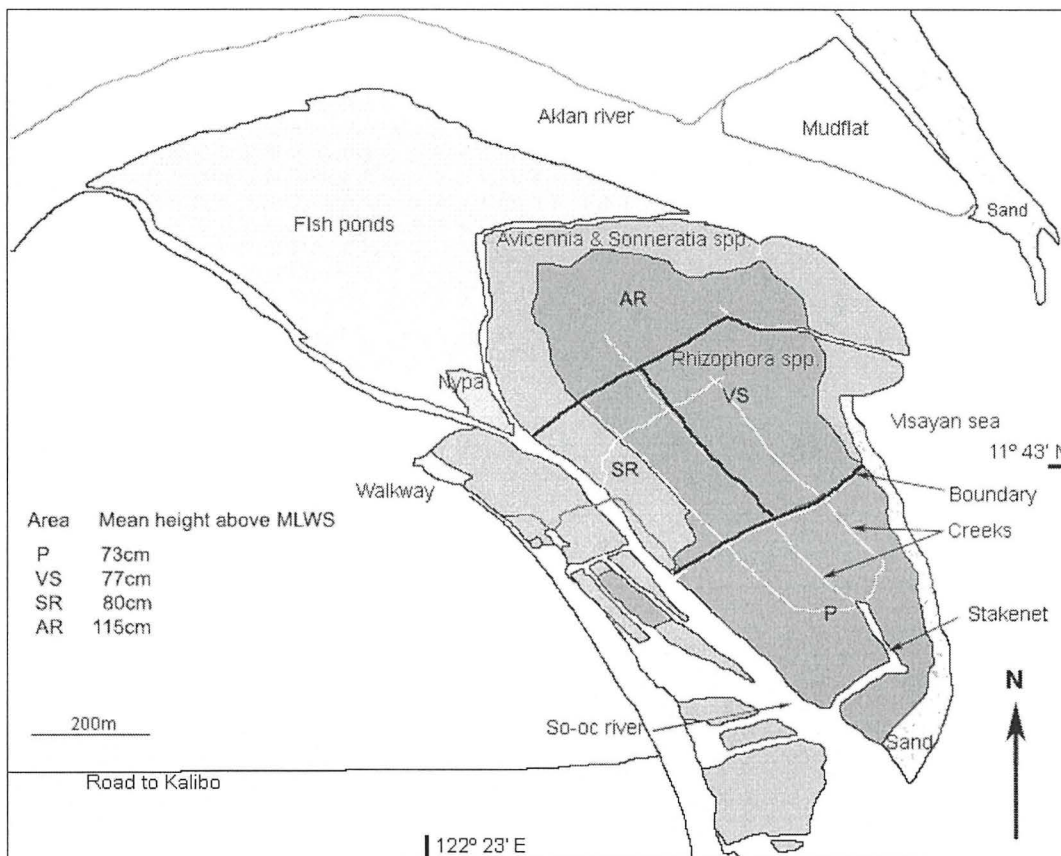 Aklan river
Mudflat
Sand
FIsh ponds
Avicennia & Sonneratia spp.
AR
Rhizophora spp.
Nypa
VS
VIsayan sea
11° 43' N
SR
Walkway
Boundary
Area Mean height above MLWS
Creeks
P 73cm
VS 77cm
SR 80cm
AR 115cm
P
Stakenet
N
200m
So-oc river
Sand
Road to Kalibo
122° 23' E